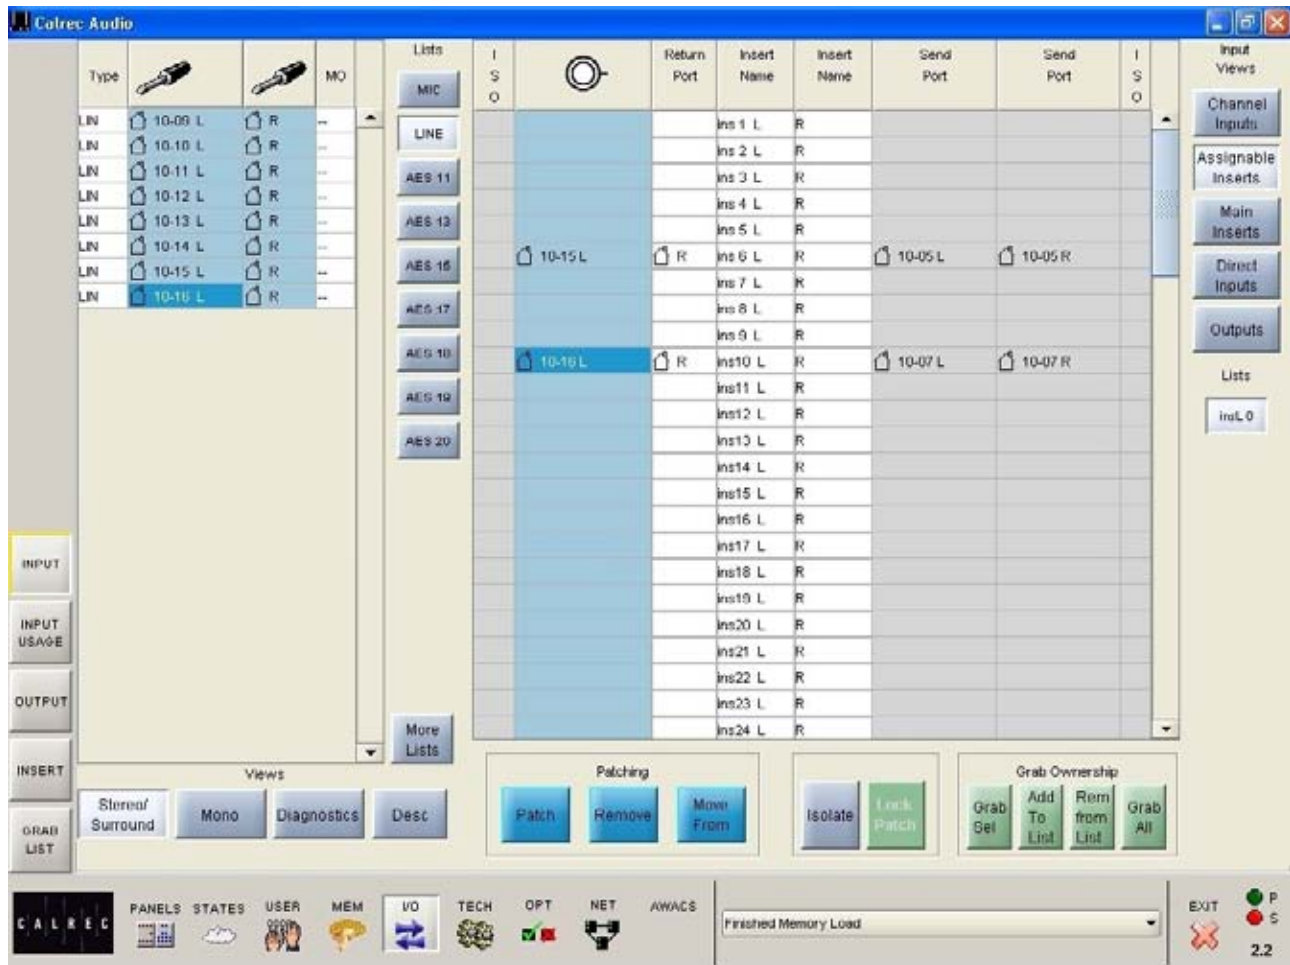 Calrec Audio
Type
MO
LIN 10-09 L R --
LIN 10-10 L R --
LIN 10-11 L R --
LIN 10-12 L R --
LIN 10-13 L R --
LIN 10-14 L R --
LIN 10-15 L R --
LIN 10-16 L R --
Lists
MIC
LINE
AES 11
AES 13
AES 15
AES 17
AES 18
AES 19
AES 20
More
Lists
I S O
Return Port
Insert Name
Insert Name
Send Port
Send Port
I S O
ins 1 L R
ins 2 L R
ins 3 L R
ins 4 L R
ins 5 L R
10-15 L R ins 6 L R 10-05 L 10-05 R
ins 7 L R
ins 8 L R
ins 9 L R
10-16 L R ins10 L R 10-07 L 10-07 R
ins11 L R
ins12 L R
ins13 L R
ins14 L R
ins15 L R
ins16 L R
ins17 L R
ins18 L R
ins19 L R
ins20 L R
ins21 L R
ins22 L R
ins23 L R
ins24 L R
Input
Views
Channel
Inputs
Assignable
Inserts
Main
Inserts
Direct
Inputs
Outputs
Lists
insL 0
INPUT
INPUT
USAGE
OUTPUT
INSERT
GRAB
LIST
Views
Stereo/
Surround
Mono
Diagnostics
Desc
Patching
Patch
Remove
Move
From
Isolate
Lock
Patch
Grab Ownership
Grab
Sel
Add
To
List
Rem
from
List
Grab
All
CALREC
PANELS
STATES
USER
MEM
I/O
TECH
OPT
NET
AWACS
Finished Memory Load
EXIT
P
S
2.2